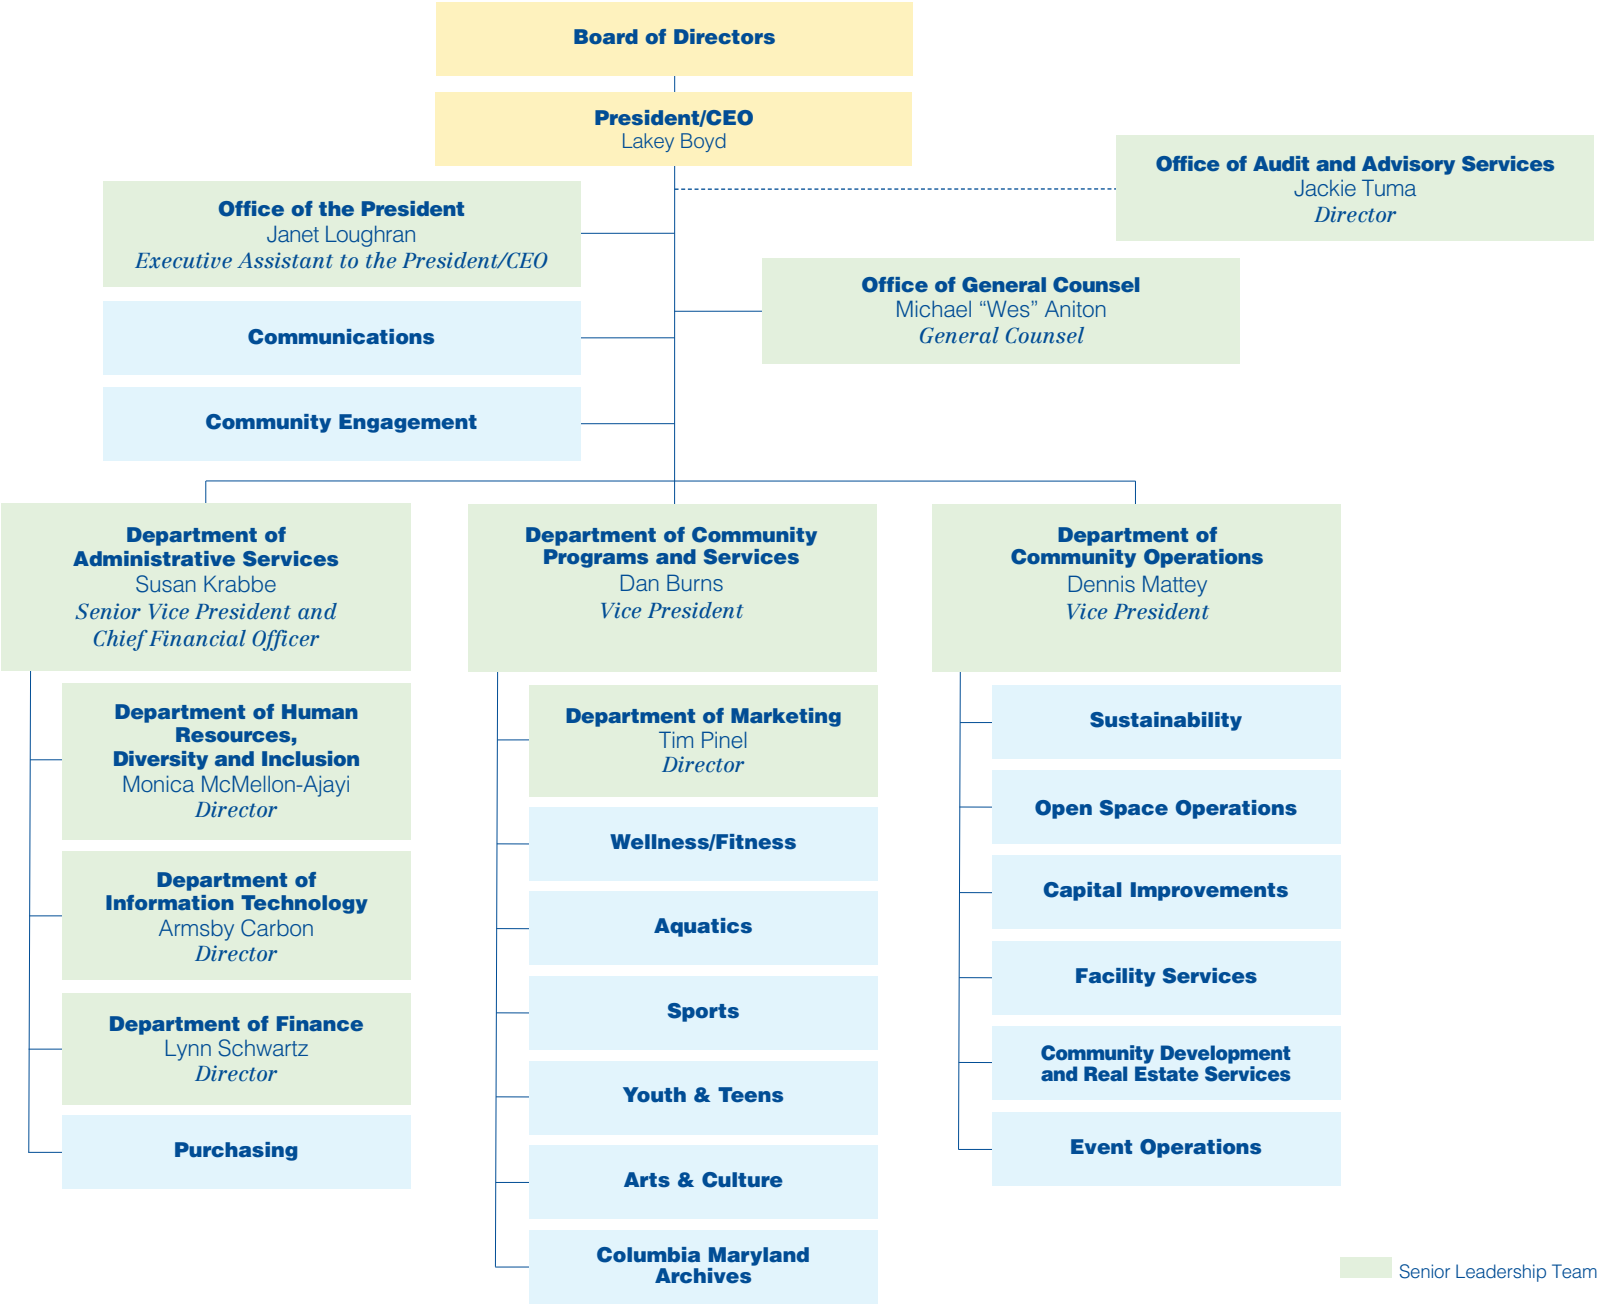 Board of Directors
President/CEO
Lakey Boyd
Office of Audit and Advisory Services
Jackie Tuma
Director
Office of the President
Janet Loughran
Executive Assistant to the President/CEO
Office of General Counsel
Michael “Wes” Aniton
General Counsel
Communications
Community Engagement
Department of
Administrative Services
Susan Krabbe
Senior Vice President and
Chief Financial Officer
Department of Human
Resources,
Diversity and Inclusion
Monica McMellon-Ajayi
Director
Department of
Information Technology
Armsby Carbon
Director
Department of Finance
Lynn Schwartz
Director
Purchasing
Department of Community
Programs and Services
Dan Burns
Vice President
Department of Marketing
Tim Pinel
Director
Wellness/Fitness
Aquatics
Sports
Youth & Teens
Arts & Culture
Columbia Maryland
Archives
Department of
Community Operations
Dennis Mattey
Vice President
Sustainability
Open Space Operations
Capital Improvements
Facility Services
Community Development
and Real Estate Services
Event Operations
Senior Leadership Team